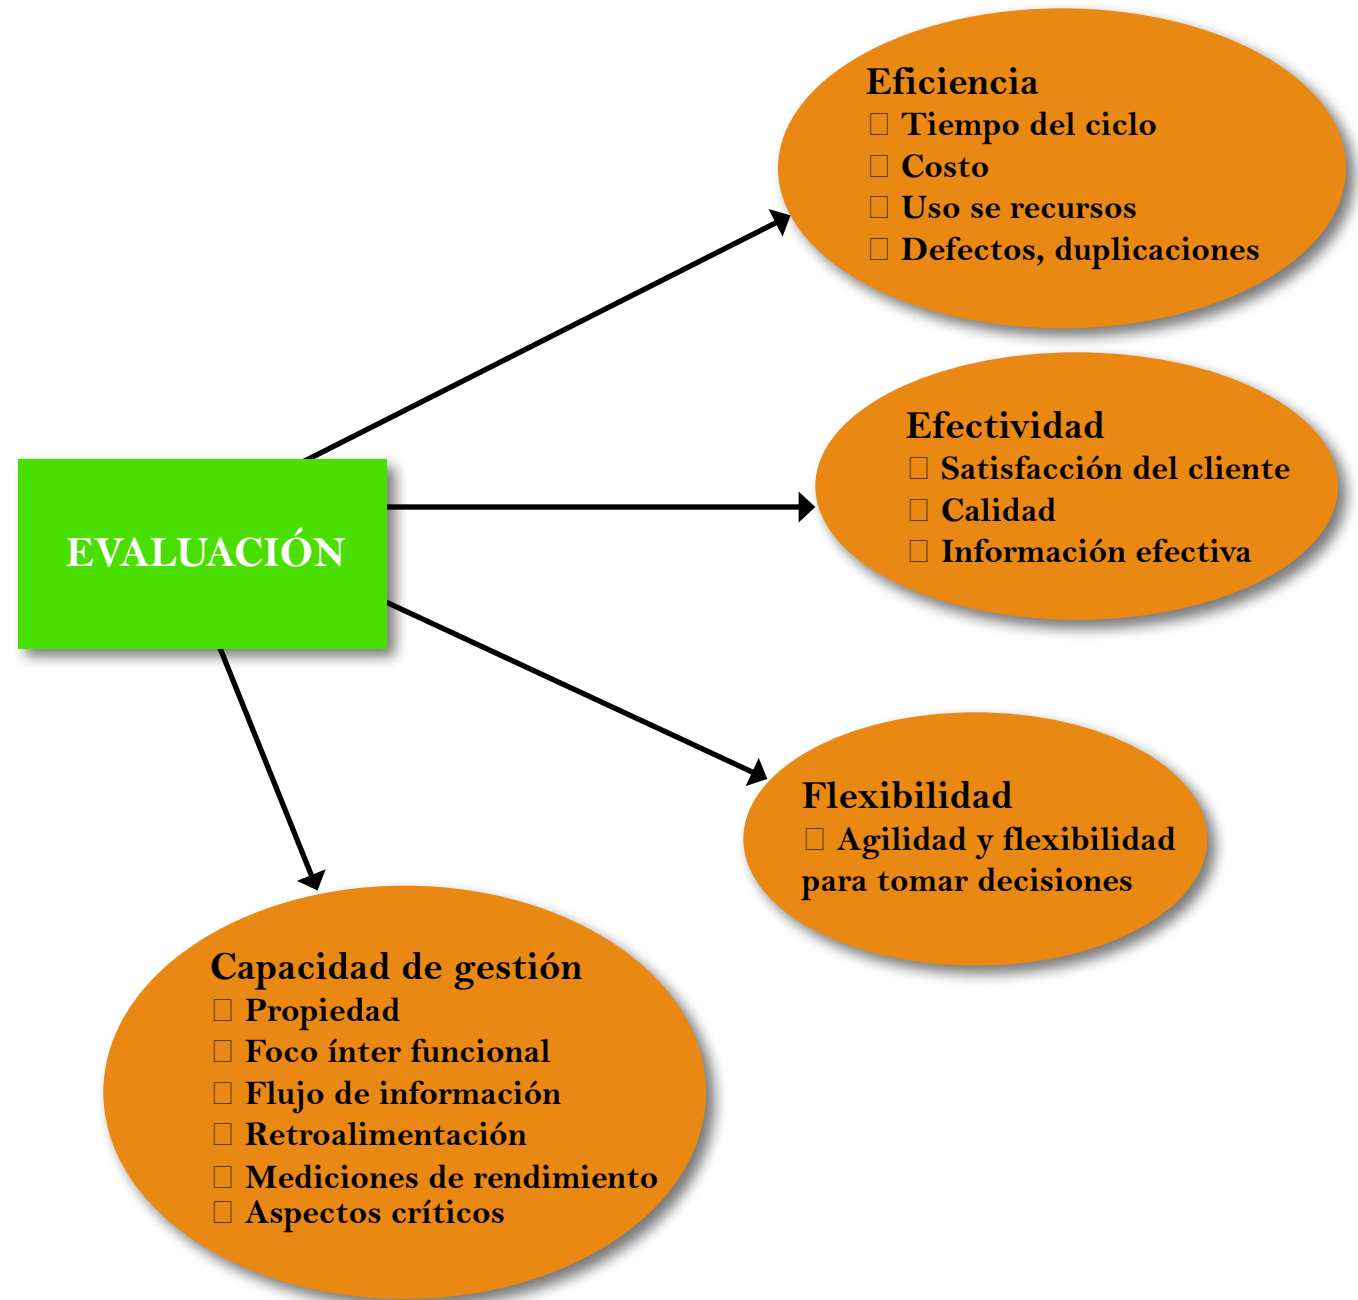 Eficiencia
Tiempo del ciclo
Costo
Uso se recursos
Defectos, duplicaciones
Efectividad
Satisfacción del cliente
Calidad
Información efectiva
EVALUACIÓN
Flexibilidad
Agilidad y flexibilidad
para tomar decisiones
Capacidad de gestión
Propiedad
Foco ínter funcional
Flujo de información
Retroalimentación
Mediciones de rendimiento
Aspectos críticos